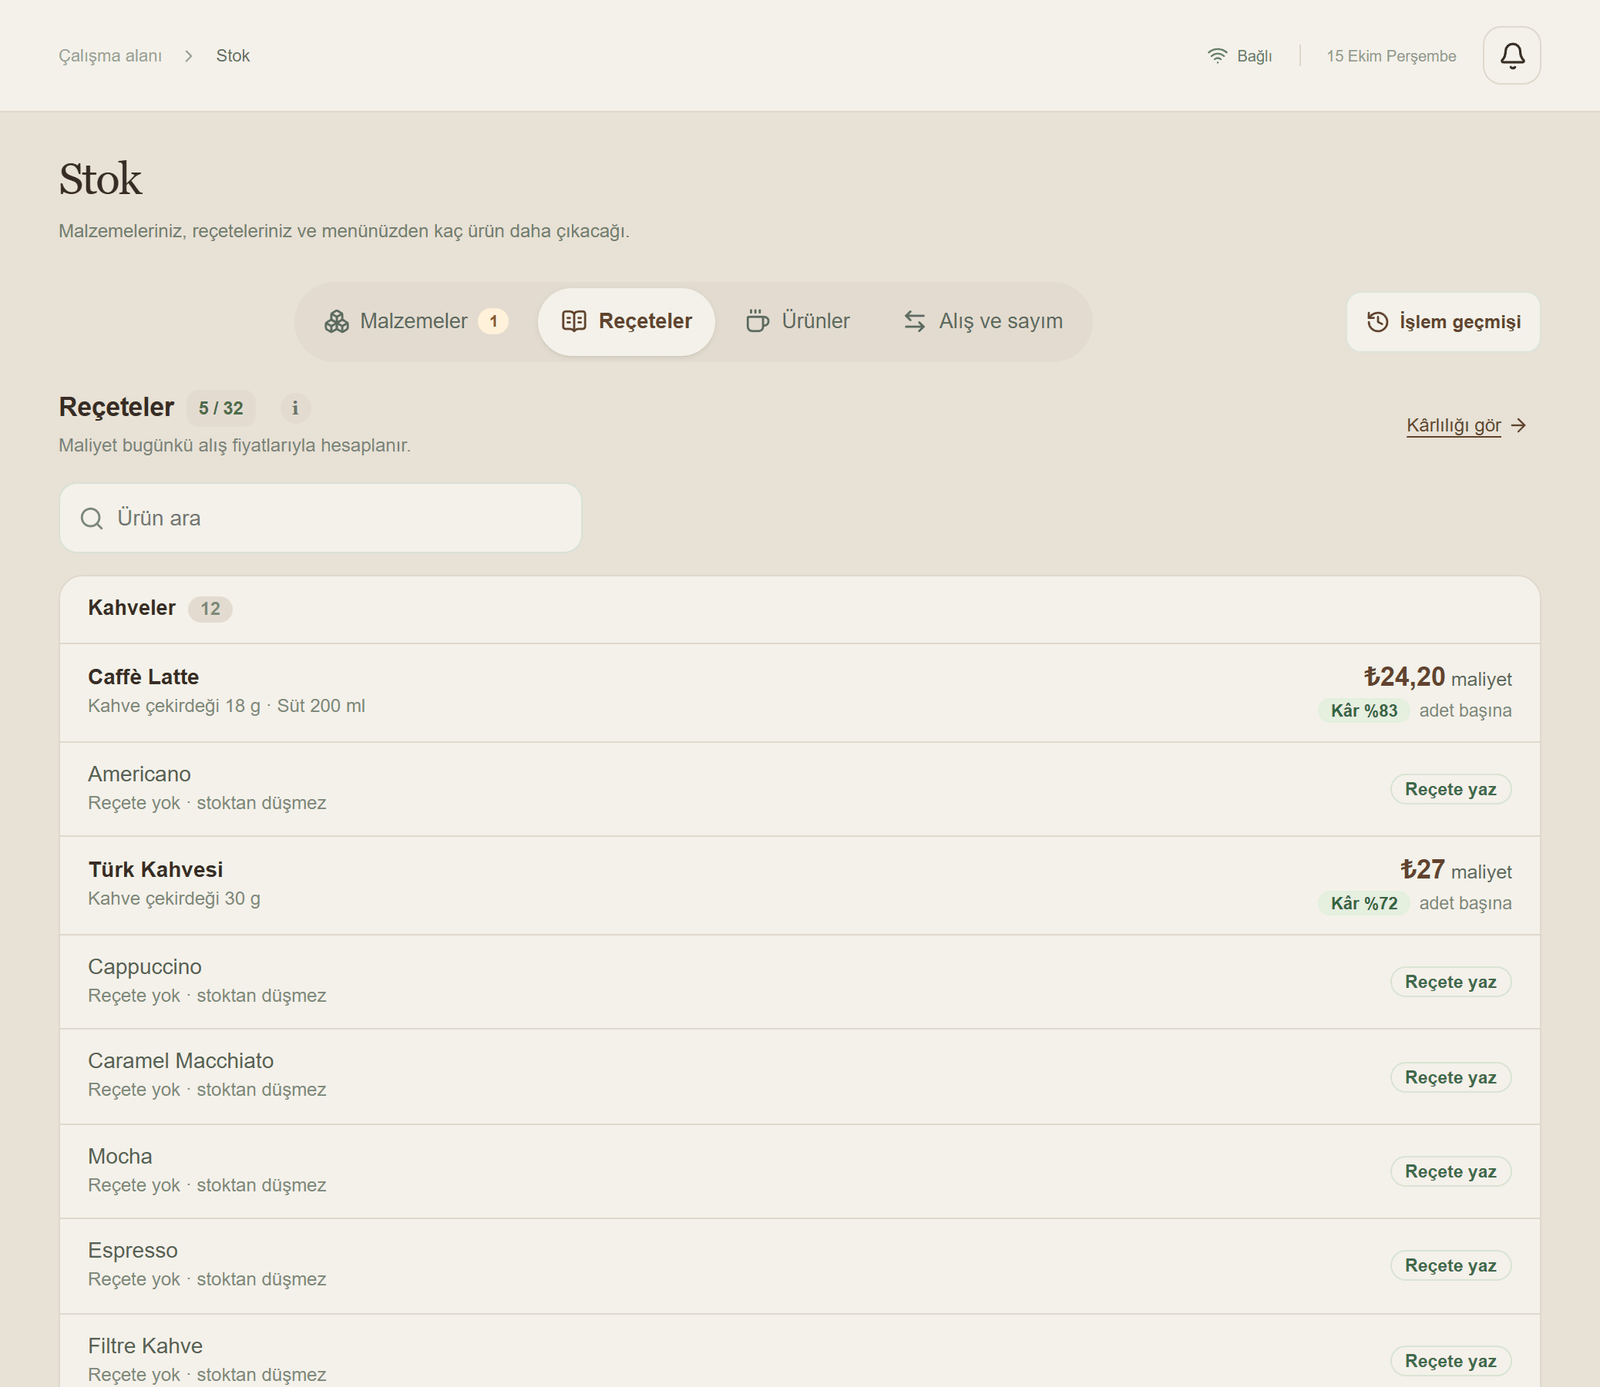 Çalışma alanı > Stok
Bağlı
15 Ekim Perşembe
Stok
Malzemeleriniz, reçeteleriniz ve menünüzden kaç ürün daha çıkacağı.
Malzemeler 1
Reçeteler
Ürünler
Alış ve sayım
İşlem geçmişi
Reçeteler 5 / 32 i
Maliyet bugünkü alış fiyatlarıyla hesaplanır.
Kârlılığı gör →
Ürün ara
Kahveler 12
Caffè Latte
Kahve çekirdeği 18 g · Süt 200 ml
₺24,20 maliyet
Kâr %83 adet başına
Americano
Reçete yok · stoktan düşmez
Reçete yaz
Türk Kahvesi
Kahve çekirdeği 30 g
₺27 maliyet
Kâr %72 adet başına
Cappuccino
Reçete yok · stoktan düşmez
Reçete yaz
Caramel Macchiato
Reçete yok · stoktan düşmez
Reçete yaz
Mocha
Reçete yok · stoktan düşmez
Reçete yaz
Espresso
Reçete yok · stoktan düşmez
Reçete yaz
Filtre Kahve
Reçete yok · stoktan düşmez
Reçete yaz